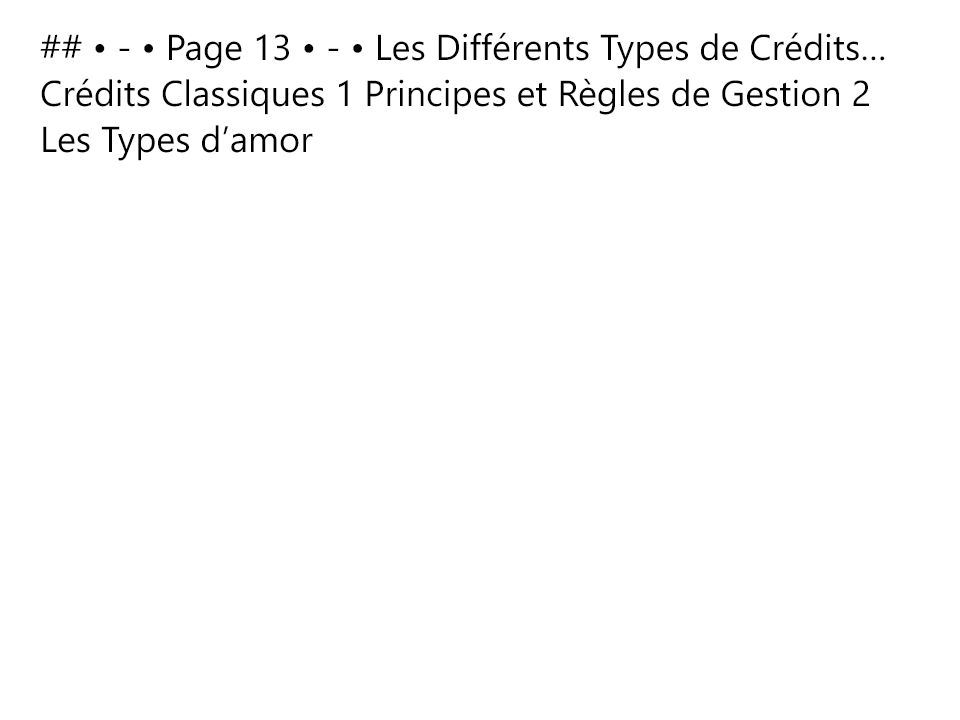 ## • - • Page 13 • - • Les Différents Types de Crédits…
Crédits Classiques 1 Principes et Règles de Gestion 2
Les Types d’amor